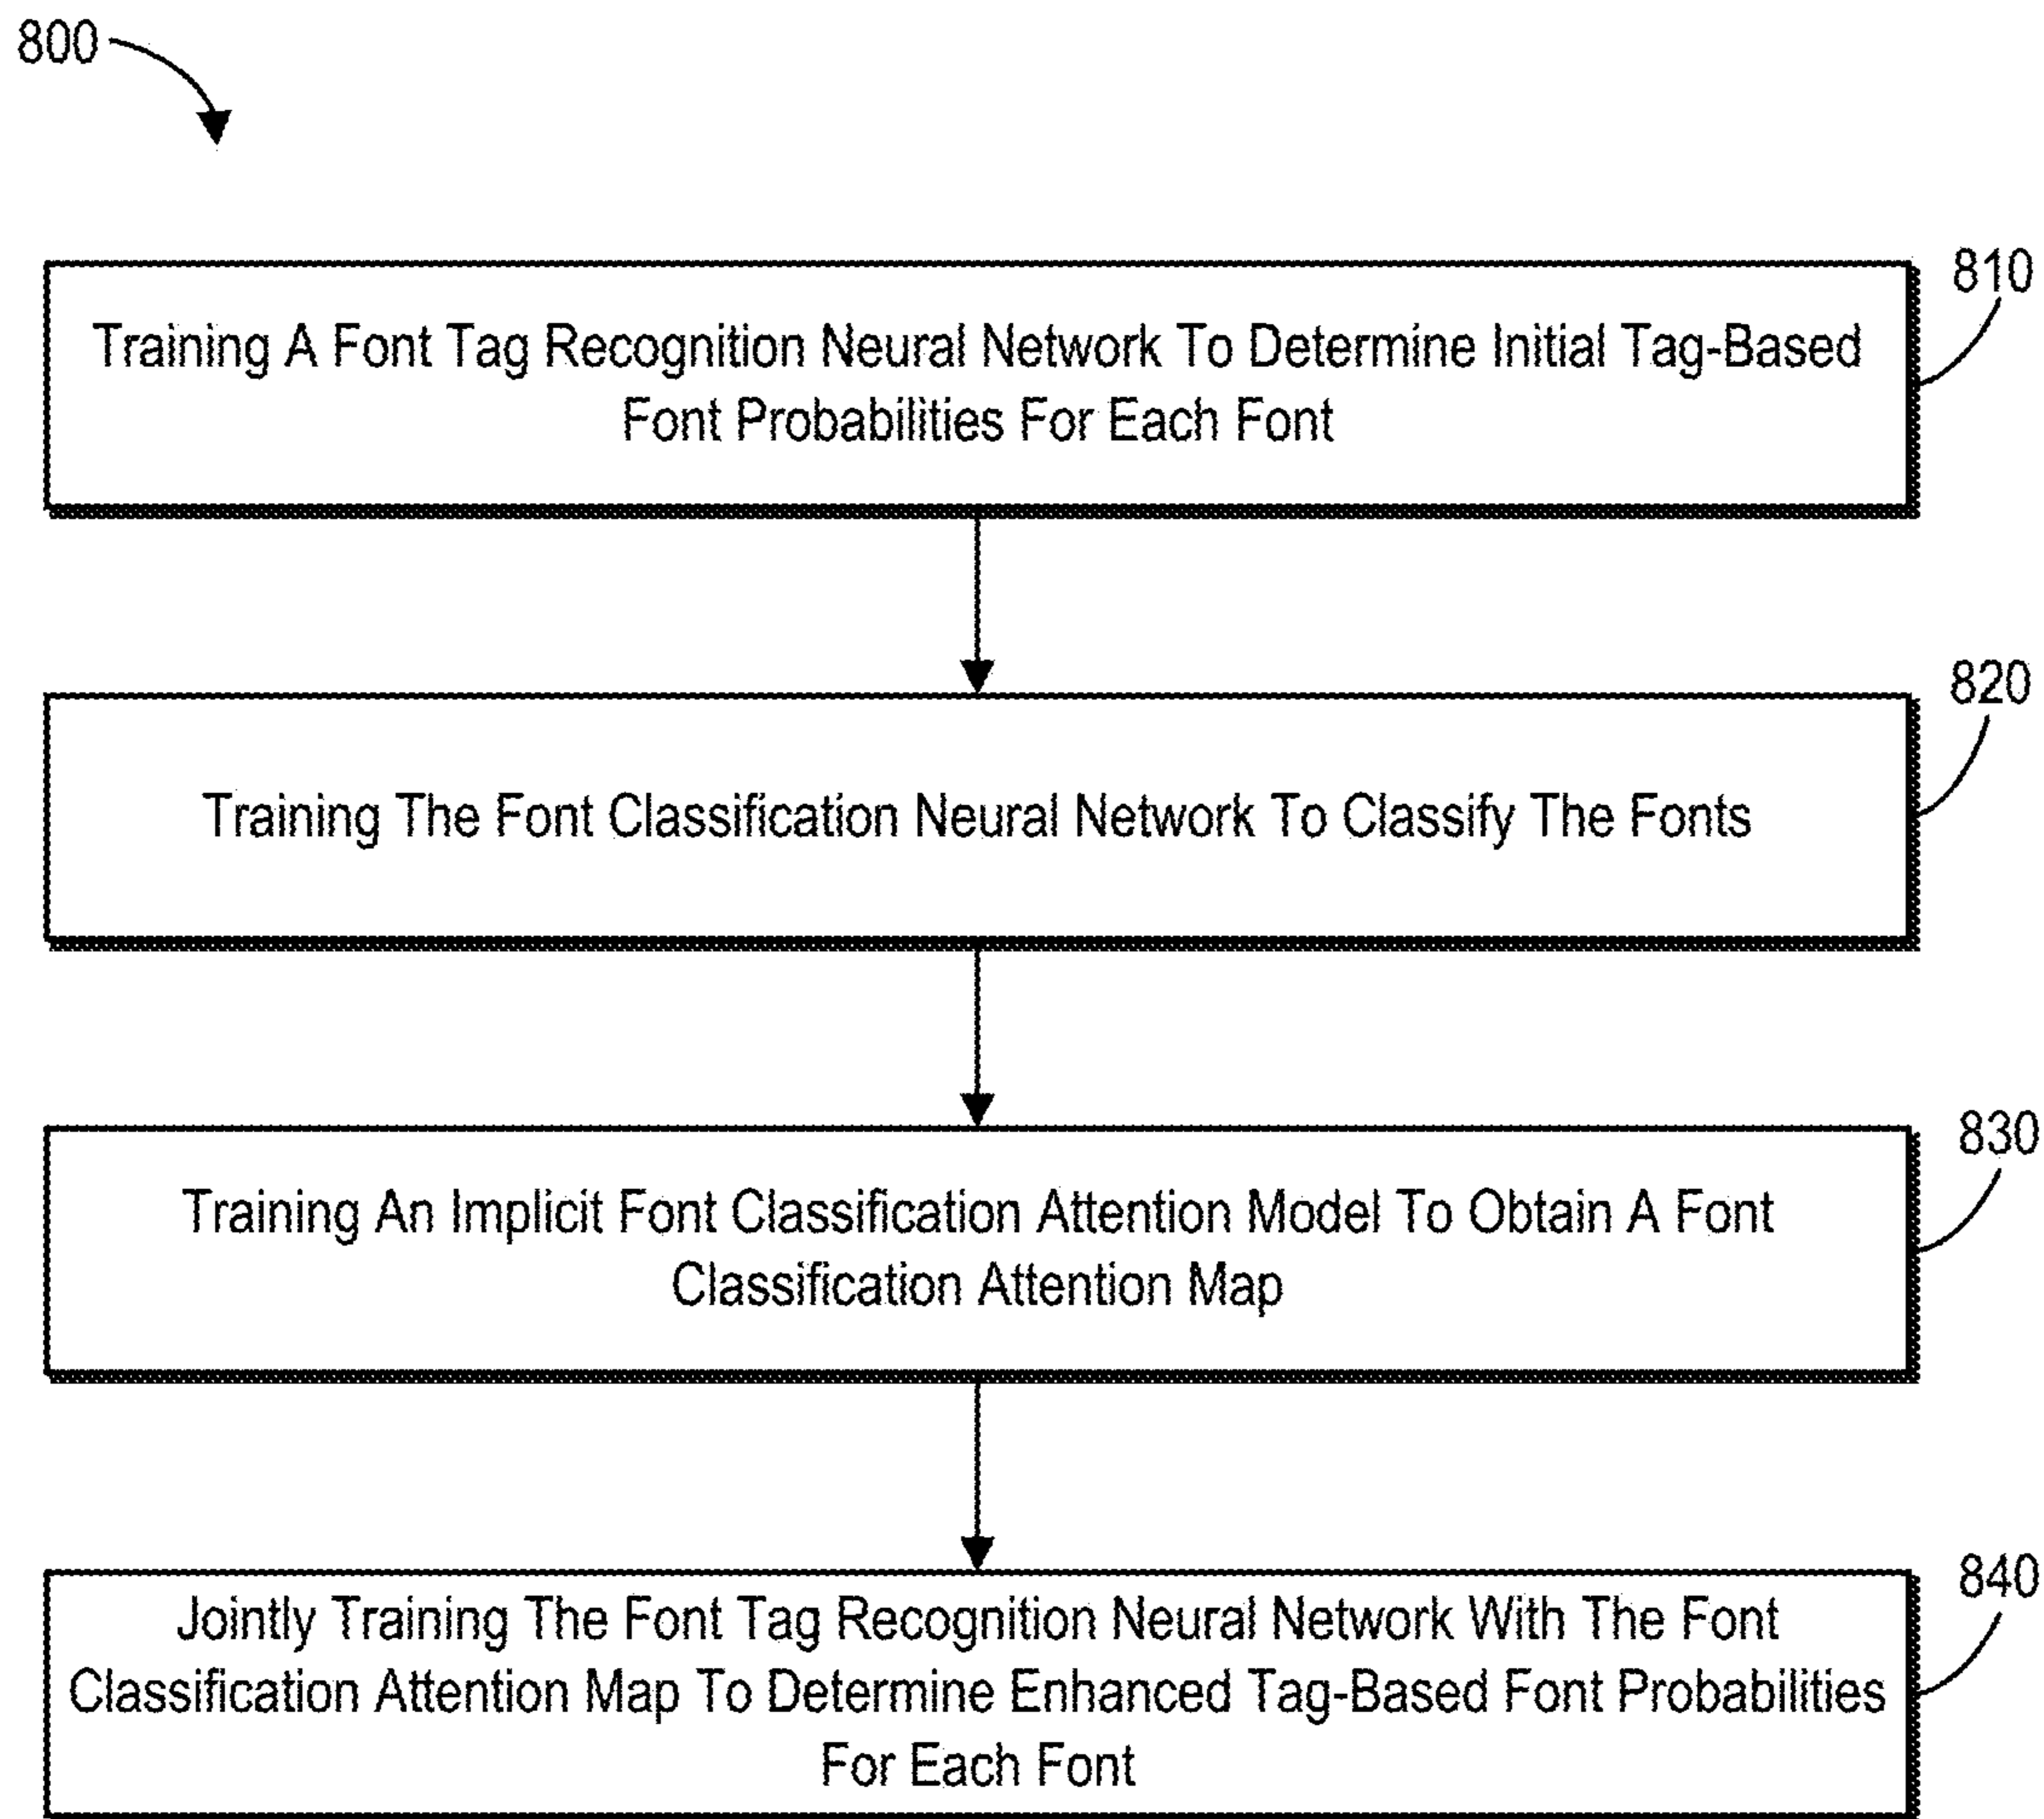 800
810
Training A Font Tag Recognition Neural Network To Determine Initial Tag-Based
Font Probabilities For Each Font
820
Training The Font Classification Neural Network To Classify The Fonts
830
Training An Implicit Font Classification Attention Model To Obtain A Font
Classification Attention Map
840
Jointly Training The Font Tag Recognition Neural Network With The Font
Classification Attention Map To Determine Enhanced Tag-Based Font Probabilities
For Each Font